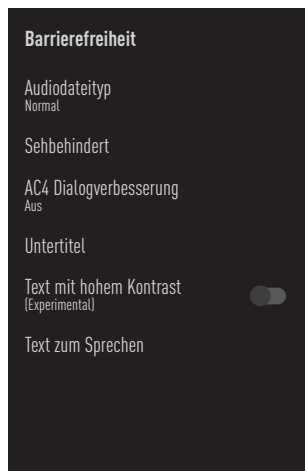 Barrierefreiheit
Audiodateityp
Normal
Sehbehindert
AC4 Dialogverbesserung
Aus
Untertitel
Text mit hohem Kontrast
(Experimental)
Text zum Sprechen